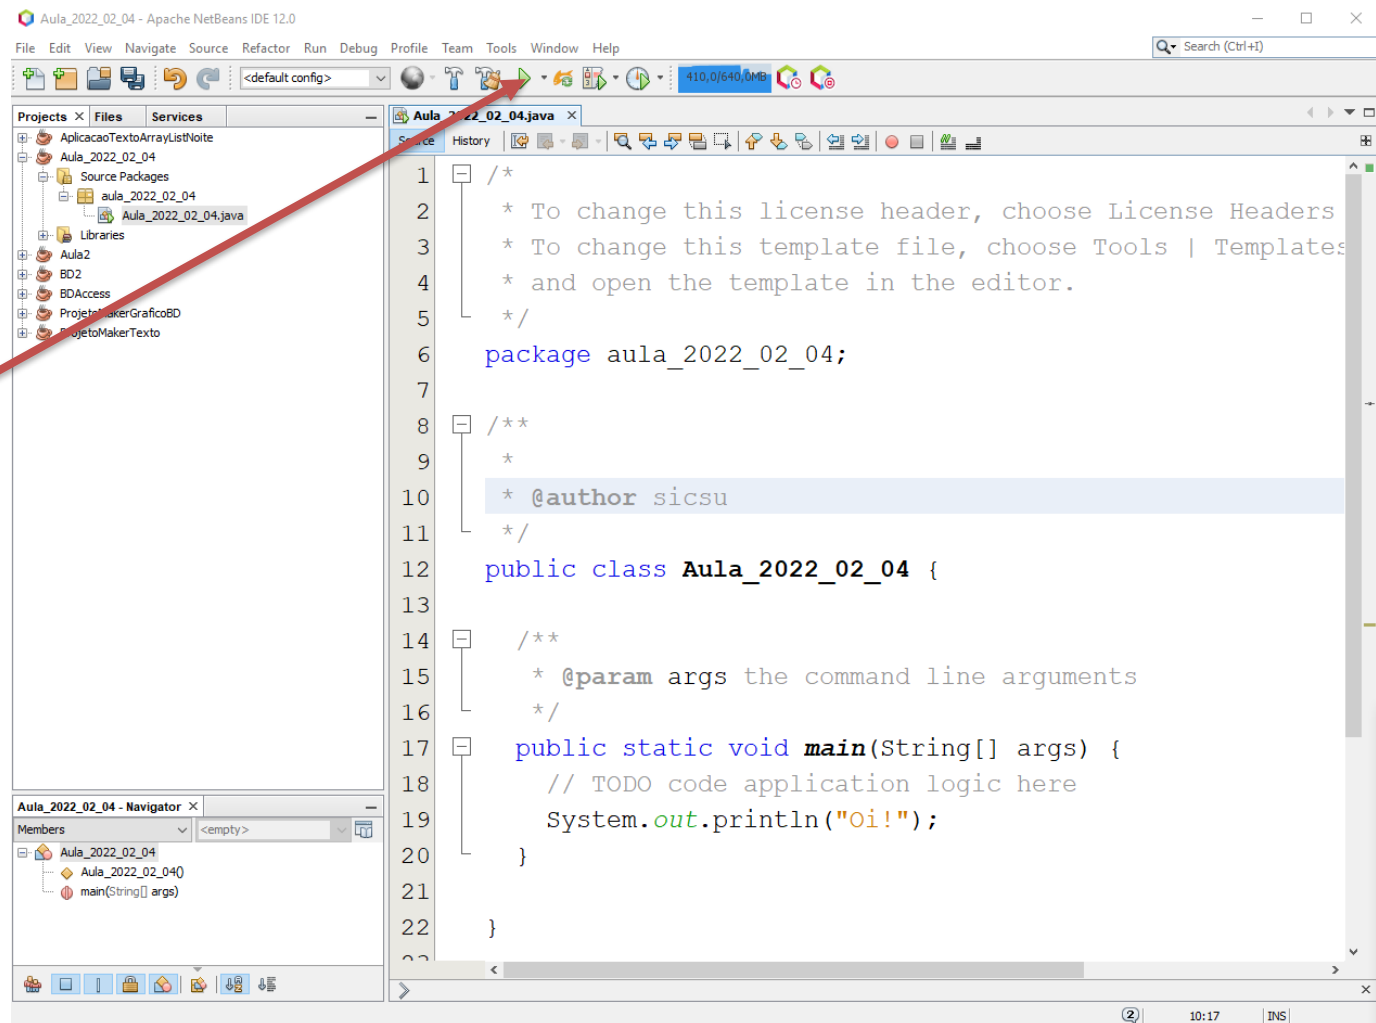 Aula_2022_02_04 - Apache NetBeans IDE 12.0
File Edit View Navigate Source Refactor Run Debug Profile Team Tools Window Help
Search (Ctrl+I)
<default config>
410,0/640,0MB
Projects Files Services
Aula_2022_02_04.java
AplicacaoTextoArrayListNoite
Aula_2022_02_04
Source Packages
aula_2022_02_04
Aula_2022_02_04.java
Libraries
Aula2
BD2
BDAccess
ProjetoMakerGraficoBD
ProjetoMakerTexto
Source History
1 /*
2 * To change this license header, choose License Headers
3 * To change this template file, choose Tools | Templates
4 * and open the template in the editor.
5 */
6 package aula_2022_02_04;
7
8 /**
9 *
10 * @author sicsu
11 */
12 public class Aula_2022_02_04 {
13
14 /**
15 * @param args the command line arguments
16 */
17 public static void main(String[] args) {
18 // TODO code application logic here
19 System.out.println("Oi!");
20 }
21
22 }
Aula_2022_02_04 - Navigator
Members <empty>
Aula_2022_02_04
Aula_2022_02_04()
main(String[] args)
2 10:17 INS